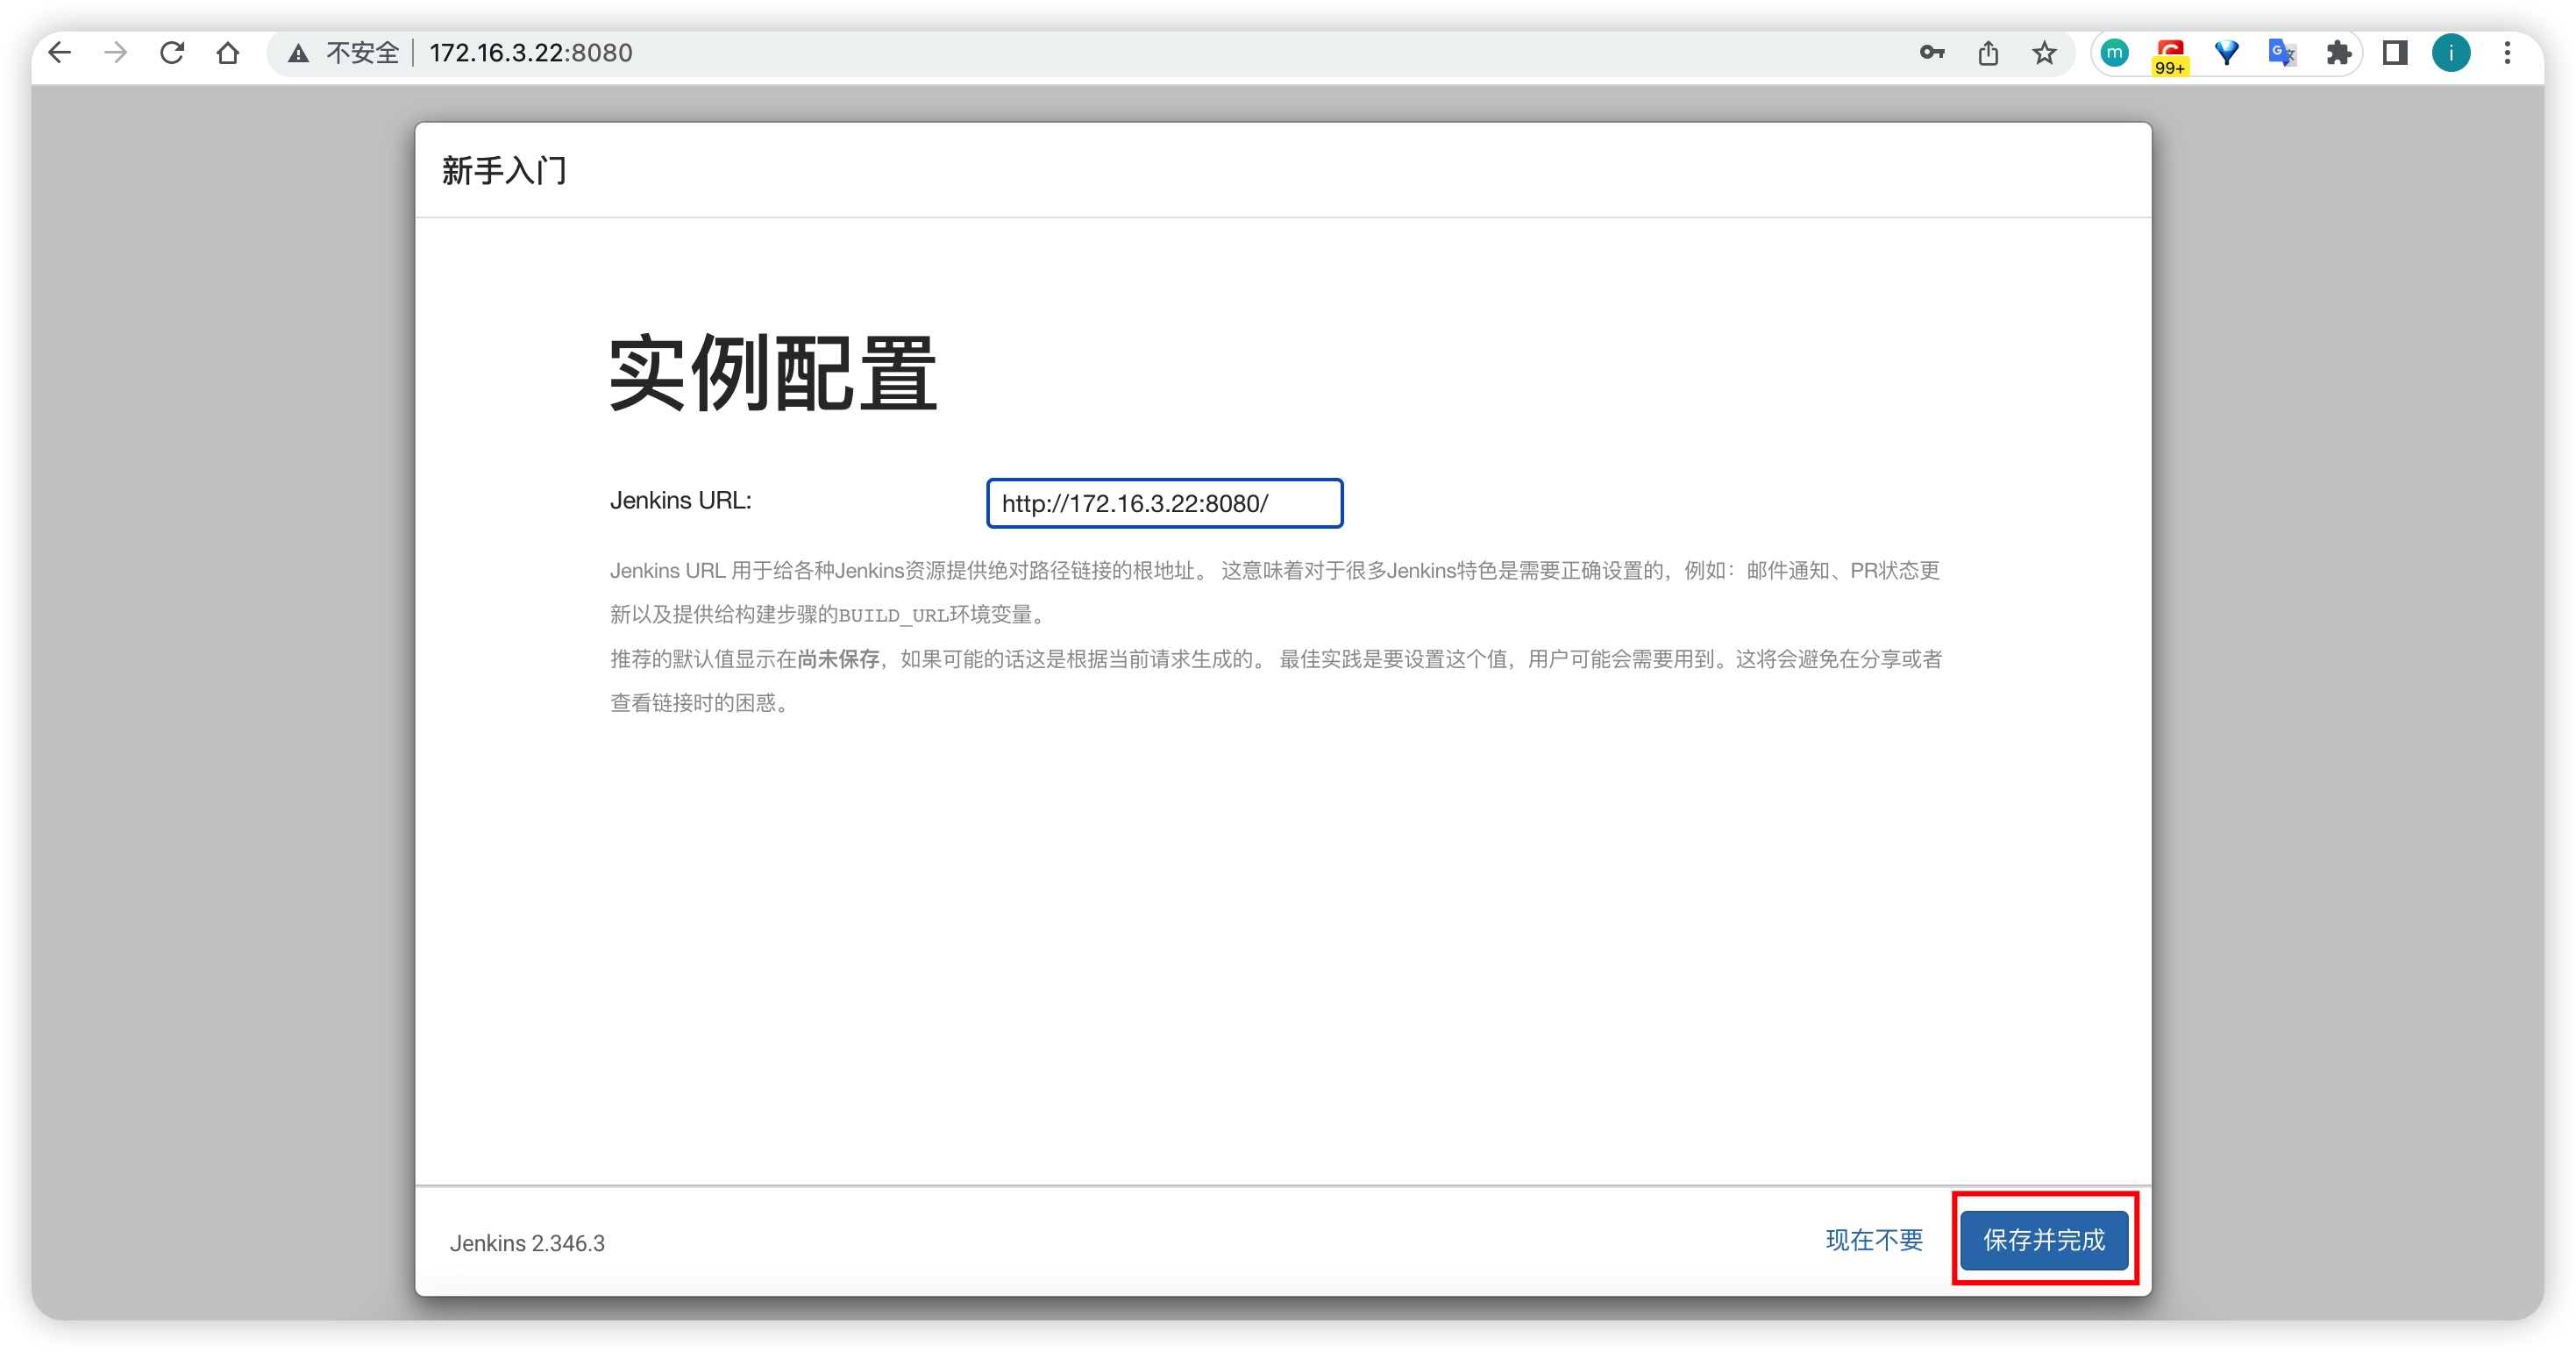 不安全 172.16.3.22:8080
m
99+
G文
i
新手入门
实例配置
Jenkins URL:
http://172.16.3.22:8080/
Jenkins URL 用于给各种Jenkins资源提供绝对路径链接的根地址。 这意味着对于很多Jenkins特色是需要正确设置的，例如：邮件通知、PR状态更
新以及提供给构建步骤的BUILD_URL环境变量。
推荐的默认值显示在尚未保存，如果可能的话这是根据当前请求生成的。 最佳实践是要设置这个值，用户可能会需要用到。这将会避免在分享或者
查看链接时的困惑。
Jenkins 2.346.3
现在不要
保存并完成